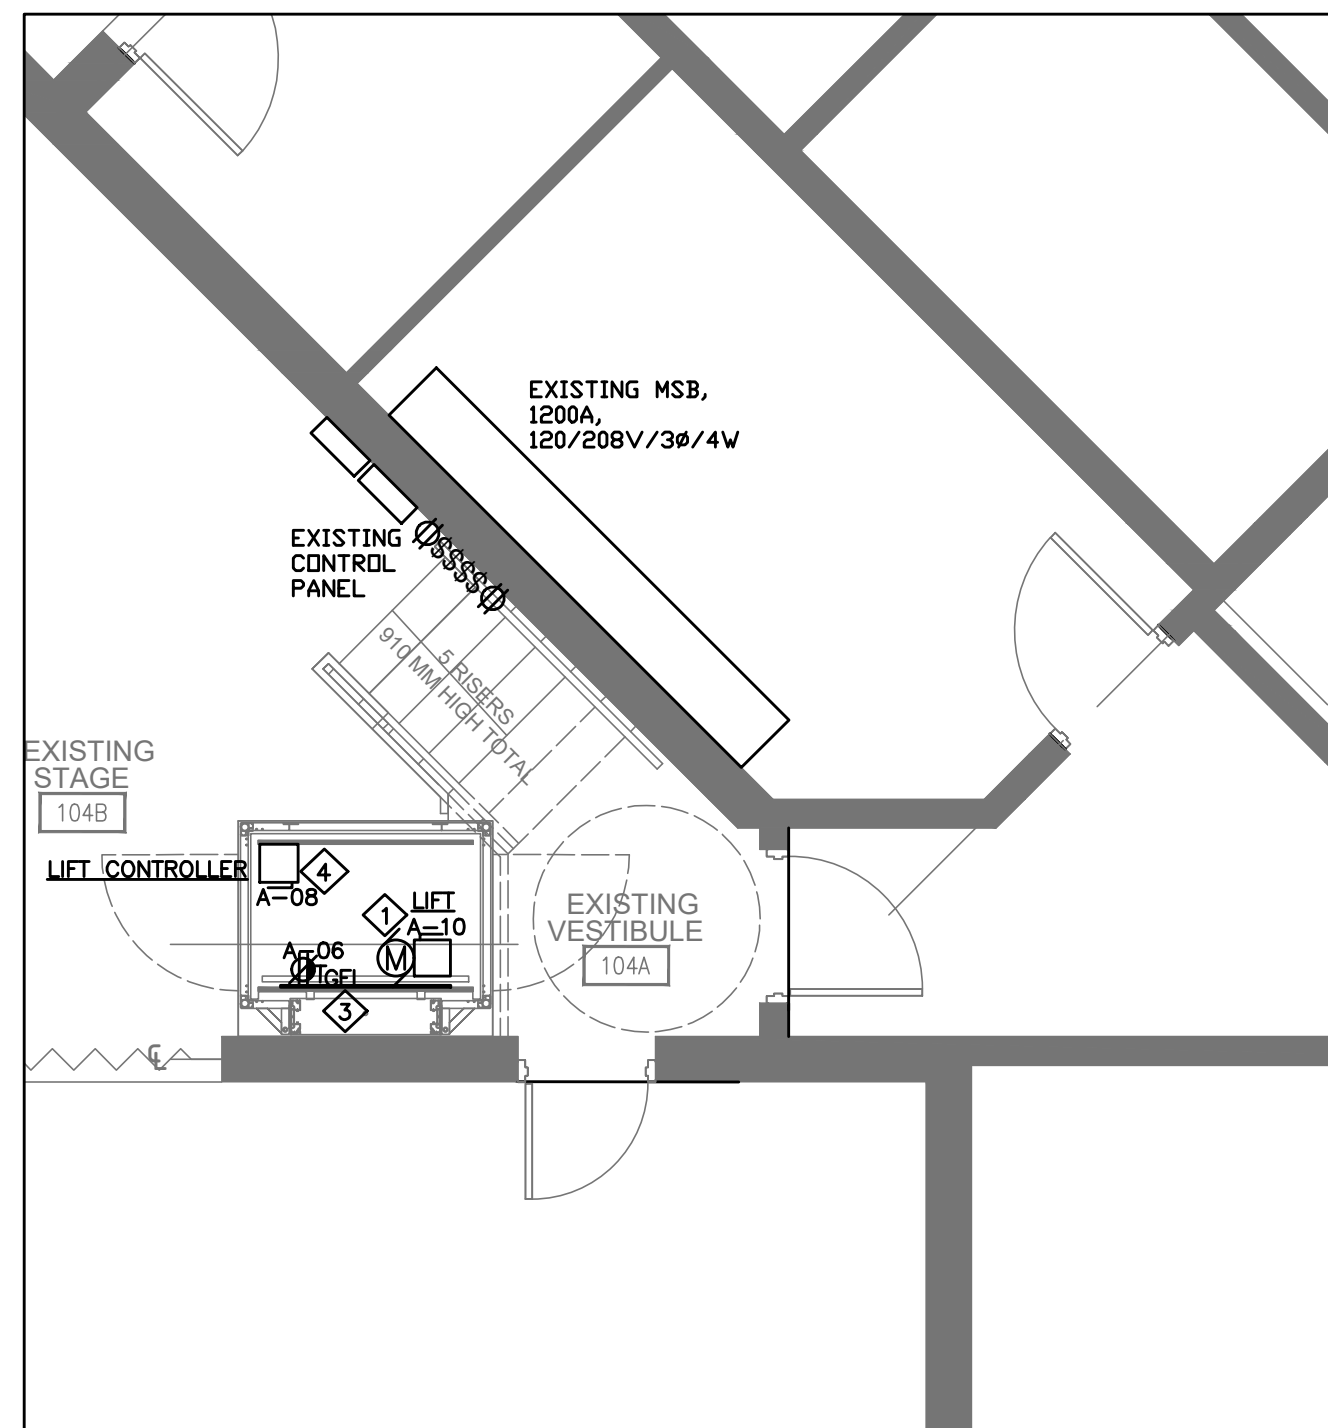 EXISTING MSB,
1200A,
120/208V/3ø/4W
EXISTING
CONTROL
PANEL
$$$$
5 RISERS
910 MM HIGH TOTAL
EXISTING
STAGE
104B
LIFT CONTROLLER
4
A-08
1
LIFT
A-10
A-06
M
GFI
3
EXISTING
VESTIBULE
104A
℄